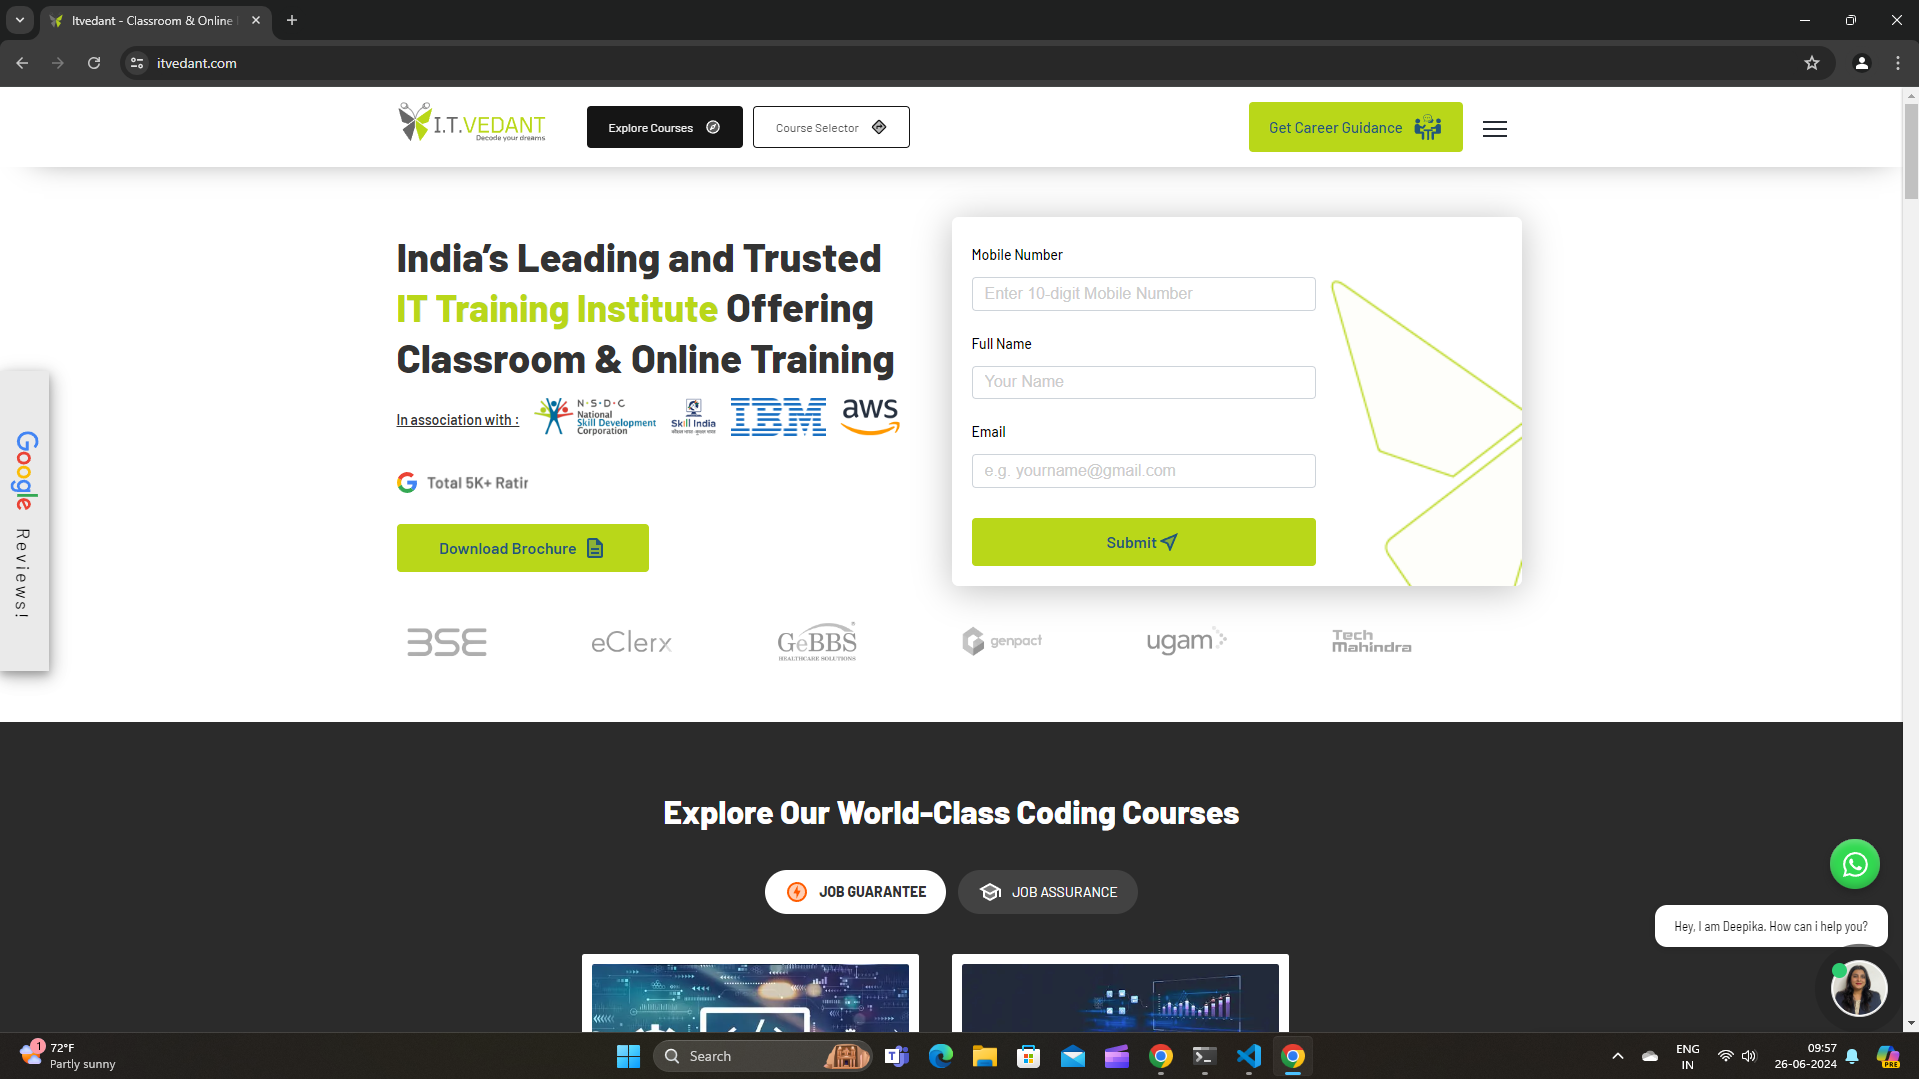 Itvedant - Classroom & Online
itvedant.com
I.T.VEDANT
Decode your dreams
Explore Courses
Course Selector
Get Career Guidance
India’s Leading and Trusted
IT Training Institute Offering
Classroom & Online Training
In association with :
N·S·D·C
National
Skill Development
Corporation
Skill India
IBM
aws
Total 5K+ Ratin
Download Brochure
Mobile Number
Enter 10-digit Mobile Number
Full Name
Your Name
Email
e.g. yourname@gmail.com
Submit
Google Reviews!
BSE
eClerx
GeBBS
HEALTHCARE SOLUTIONS
genpact
ugam
Tech
Mahindra
Explore Our World-Class Coding Courses
JOB GUARANTEE
JOB ASSURANCE
Hey, I am Deepika. How can i help you?
1
72°F
Partly sunny
Search
ENG
IN
09:57
26-06-2024
PRE